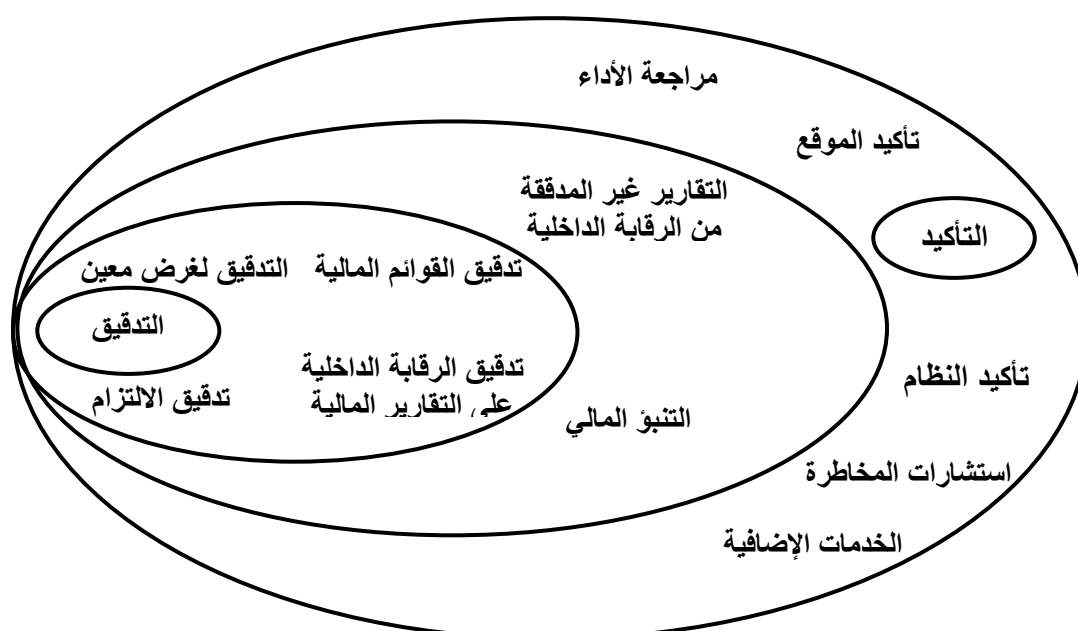 مراجعة الأداء
تأكيد الموقع
التقارير غير المدققة
من الرقابة الداخلية
التأكيد
تدقيق القوائم المالية
التدقيق لغرض معين
التدقيق
تدقيق الرقابة الداخلية
على التقارير المالية
تدقيق الالتزام
التنبؤ المالي
تأكيد النظام
استشارات المخاطرة
الخدمات الإضافية